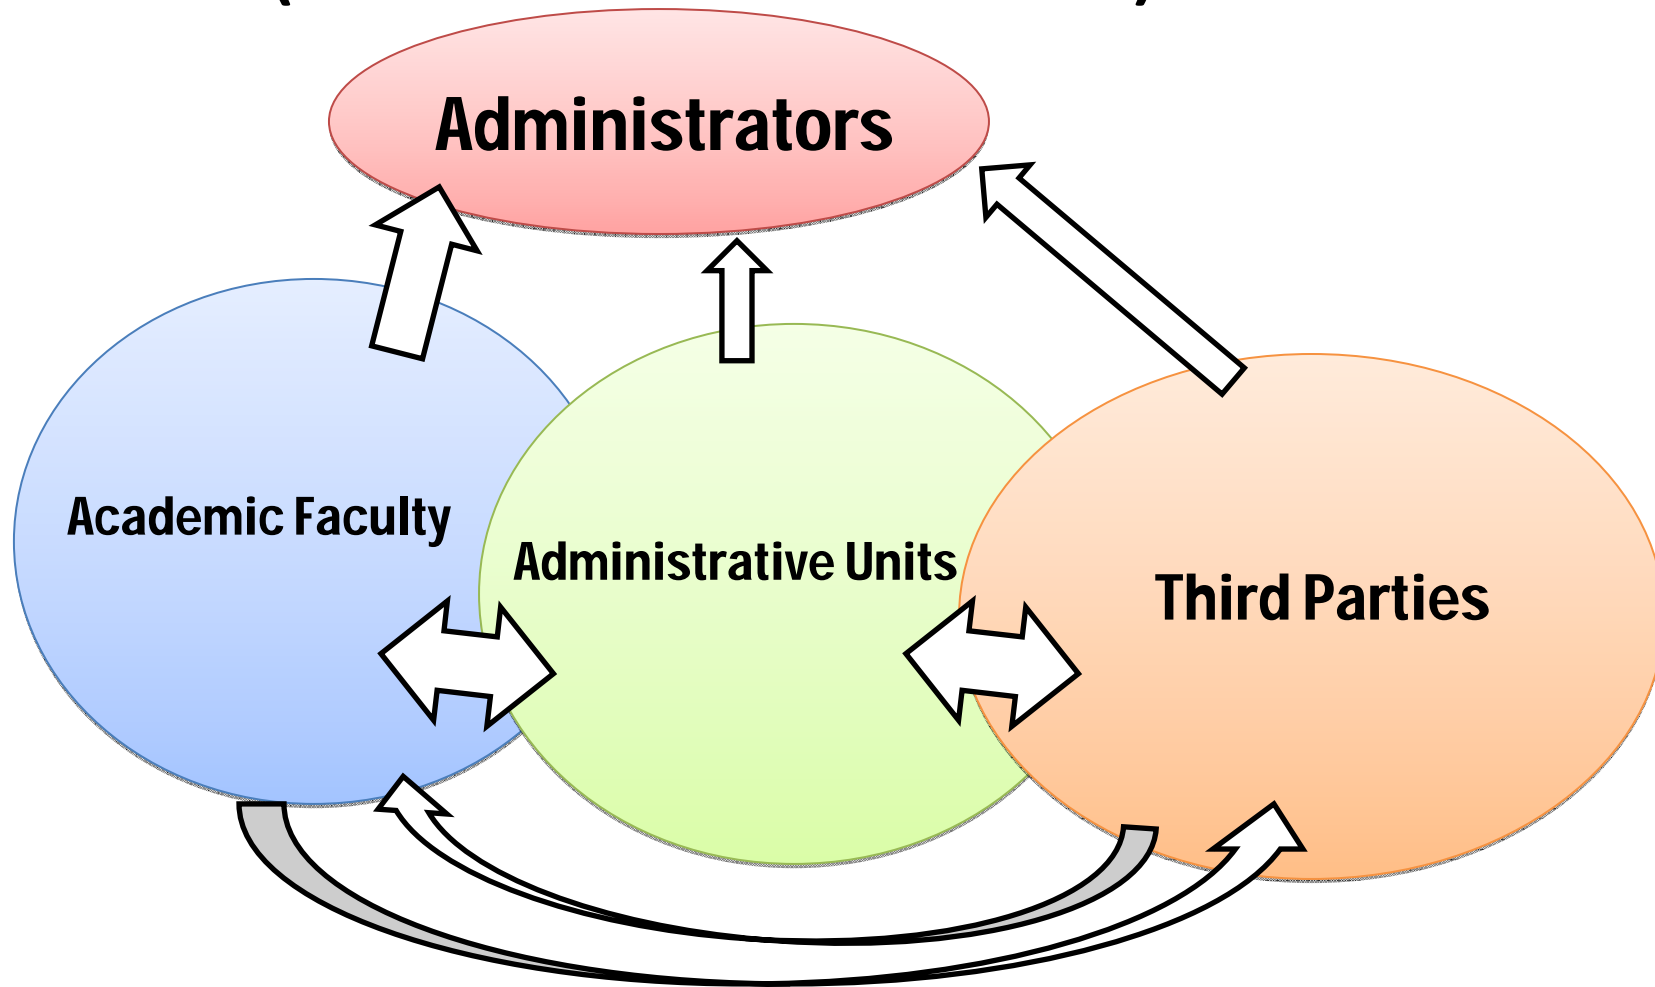 Administrators
Academic Faculty
Administrative Units
Third Parties